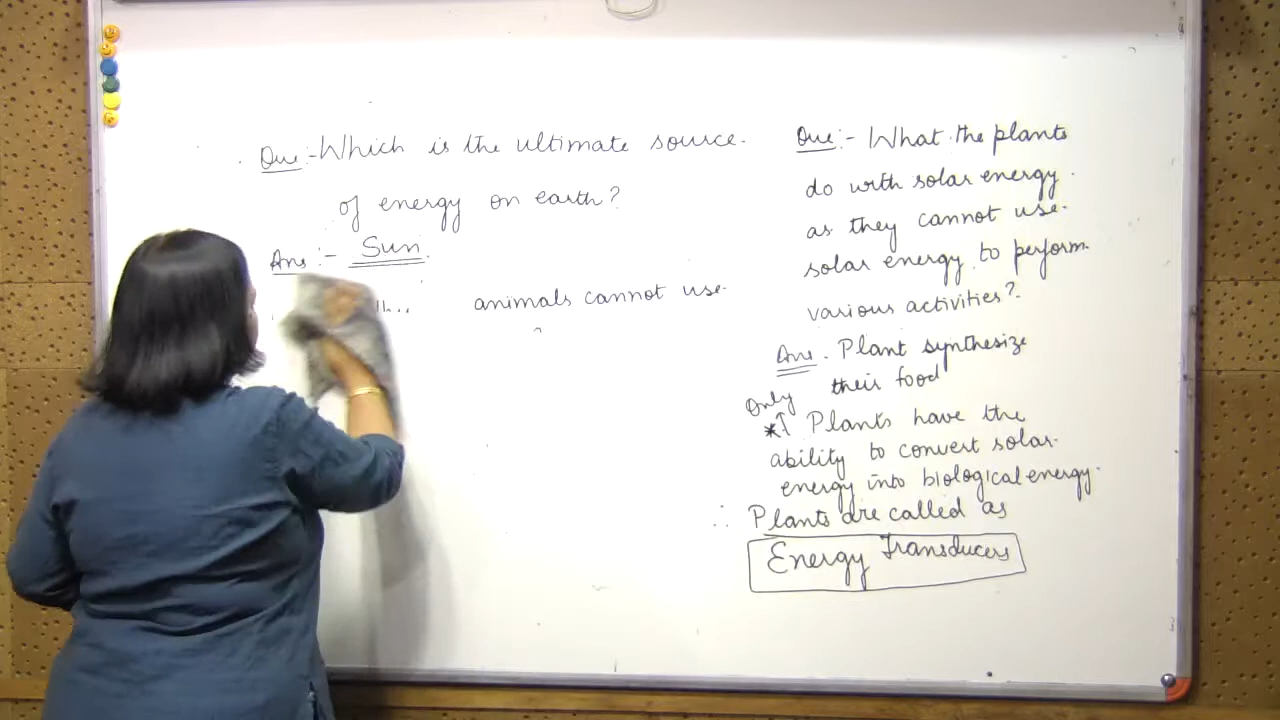 Que:- Which is the ultimate source
of energy on earth?
Ans :- Sun.
animals cannot use
Que:- What the plants
do with solar energy
as they cannot use
solar energy to perform
various activities?
Ans. Plant synthesize
their food
Only
*↑ Plants have the
ability to convert solar
energy into biological energy.
∴ Plants are called as
Energy Transducers